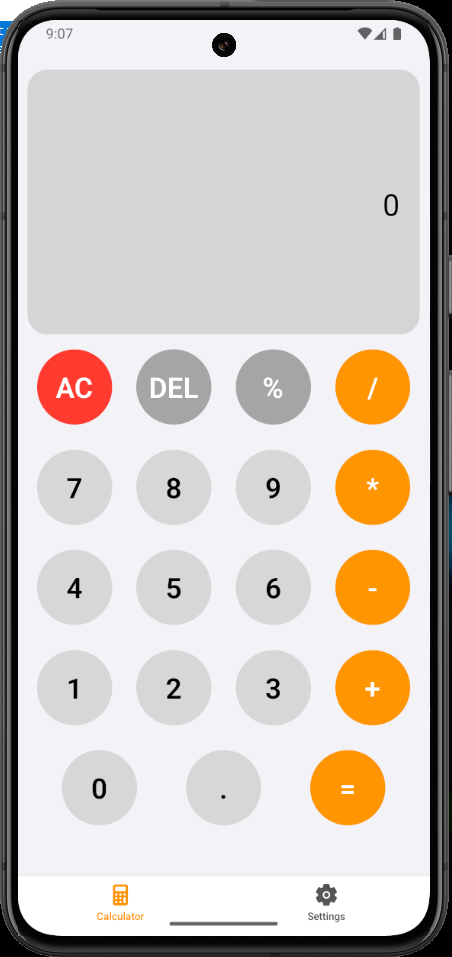 9:07
0
AC DEL % /
7 8 9 *
4 5 6 -
1 2 3 +
0 . =
Calculator Settings